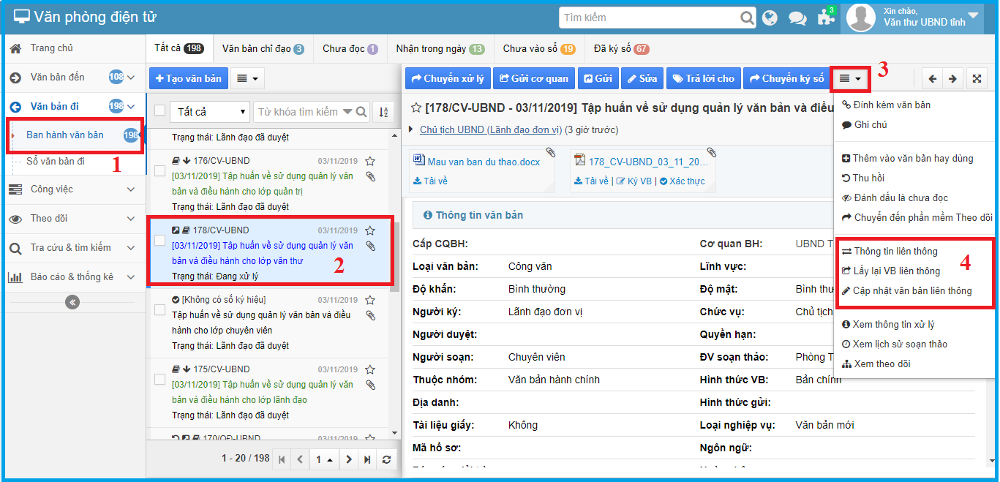 Văn phòng điện tử
Tìm kiếm
3
Xin chào,
Văn thư UBND tỉnh
Trang chủ
Văn bản đến 108
Văn bản đi 198
Ban hành văn bản 198
1
Sổ văn bản đi
Công việc
Theo dõi
Tra cứu & tìm kiếm
Báo cáo & thống kê
Tất cả 198
Văn bản chỉ đạo 3
Chưa đọc 1
Nhận trong ngày 13
Chưa vào sổ 19
Đã ký số 67
Tạo văn bản
Tất cả
Từ khóa tìm kiếm
Trạng thái: Lãnh đạo đã duyệt
176/CV-UBND 03/11/2019
[03/11/2019] Tập huấn về sử dụng quản lý văn
bản và điều hành cho lớp quản trị
Trạng thái: Lãnh đạo đã duyệt
178/CV-UBND 03/11/2019
[03/11/2019] Tập huấn về sử dụng quản lý văn
bản và điều hành cho lớp văn thư
Trạng thái: Đang xử lý
2
[Không có số ký hiệu] 03/11/2019
Tập huấn về sử dụng quản lý văn bản và điều
hành cho lớp chuyên viên
Trạng thái: Lãnh đạo đã duyệt
175/CV-UBND 03/11/2019
[03/11/2019] Tập huấn về sử dụng quản lý văn
bản và điều hành cho lớp lãnh đạo
Trạng thái: Lãnh đạo đã duyệt
170/QĐ-UBND 03/11/2019
1 - 20 / 198
1
Chuyển xử lý
Gửi cơ quan
Gửi
Sửa
Trả lời cho
Chuyển ký số
3
[178/CV-UBND - 03/11/2019] Tập huấn về sử dụng quản lý văn bản và điều
Chủ tịch UBND (Lãnh đạo đơn vị) (3 giờ trước)
Mau van ban du thao.docx
Tải về
178_CV-UBND_03_11_20...
Tải về | Ký VB | Xác thực
Thông tin văn bản
Cấp CQBH: Cơ quan BH: UBND T
Loại văn bản: Công văn Lĩnh vực:
Độ khẩn: Bình thường Độ mật: Bình thư
Người ký: Lãnh đạo đơn vị Chức vụ: Chủ tịch
Người duyệt: Quyền hạn:
Người soạn: Chuyên viên ĐV soạn thảo: Phòng T
Thuộc nhóm: Văn bản hành chính Hình thức VB: Bản chính
Địa danh: Hình thức gửi:
Tài liệu giấy: Không Loại nghiệp vụ: Văn bản mới
Mã hồ sơ: Ngôn ngữ:
Đính kèm văn bản
Ghi chú
Thêm vào văn bản hay dùng
Thu hồi
Đánh dấu là chưa đọc
Chuyển đến phần mềm Theo dõi
Thông tin liên thông
Lấy lại VB liên thông
Cập nhật văn bản liên thông
4
Xem thông tin xử lý
Xem lịch sử soạn thảo
Xem theo dõi